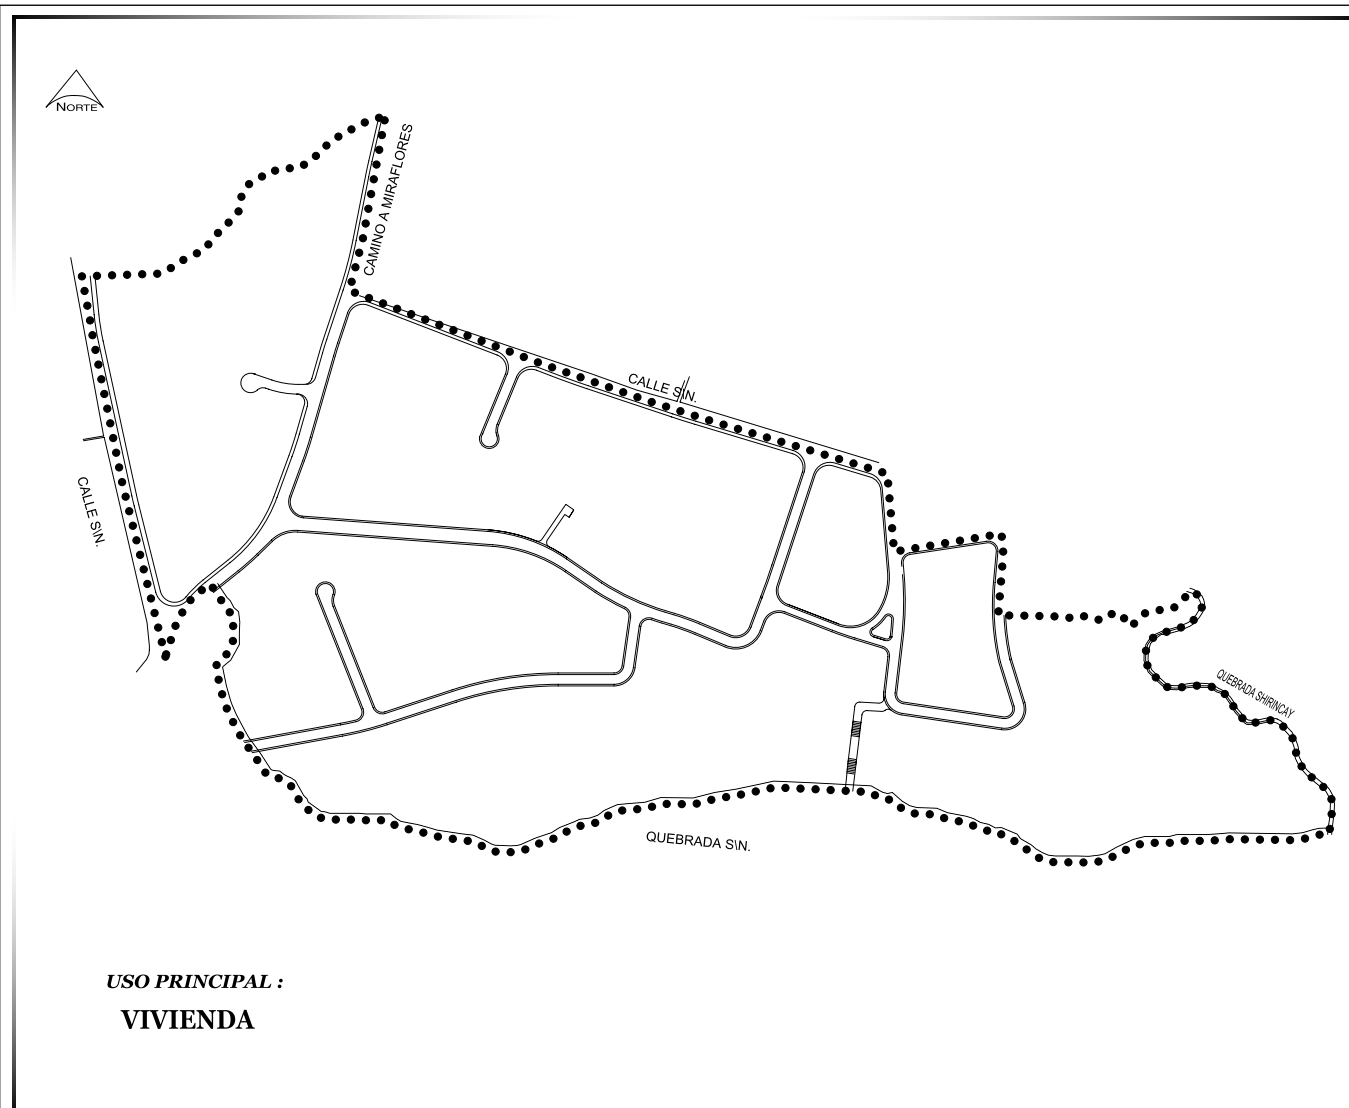 NORTE
CAMINO A MIRAFLORES
CALLE S\N.
CALLE S\N.
QUEBRADA SHIRINCAY
QUEBRADA S\N.
USO PRINCIPAL :
VIVIENDA